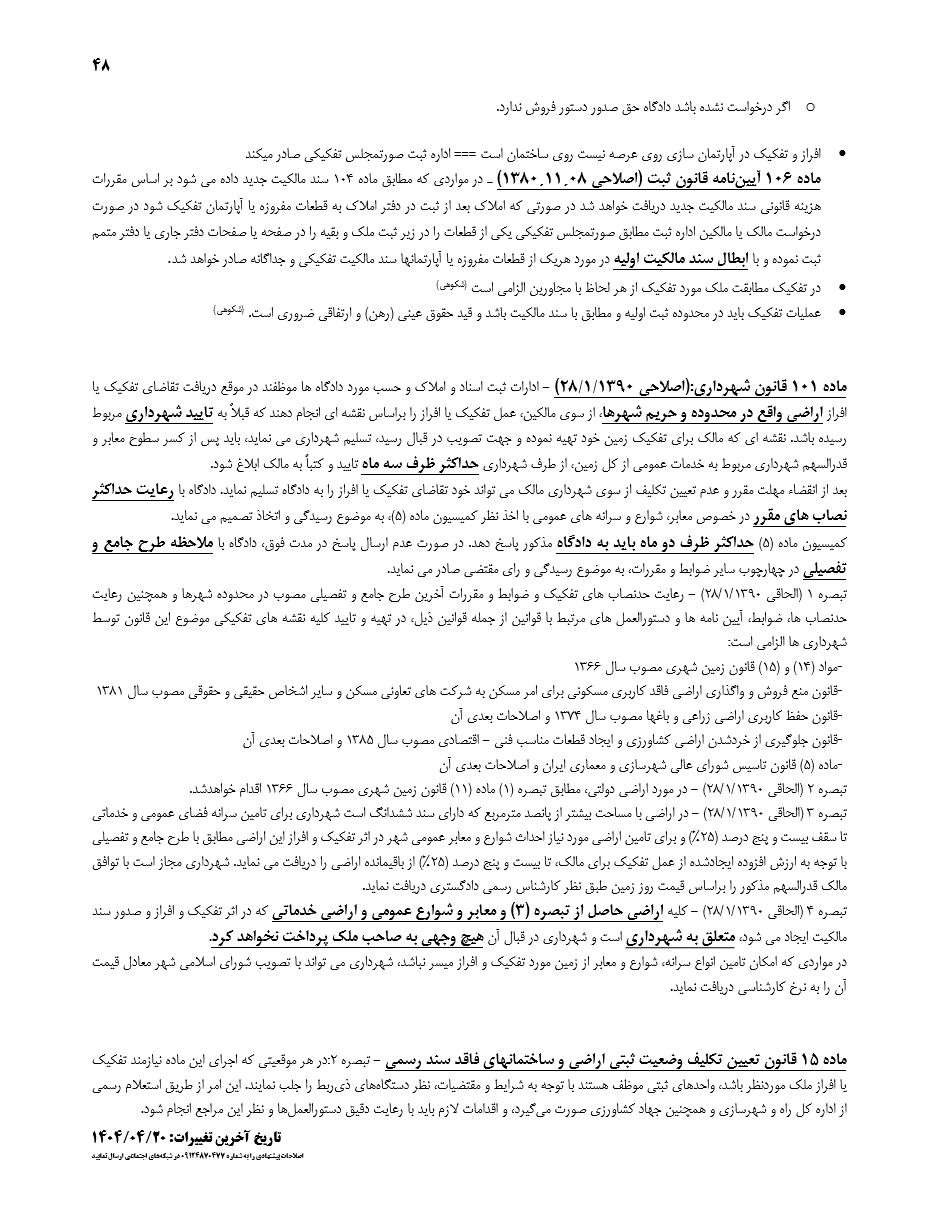 ۴۸
○ اگر درخواست نشده باشد دادگاه حق صدور دستور فروش ندارد.
• افراز و تفکیک در آپارتمان سازی روی عرصه نیست روی ساختمان است === اداره ثبت صورتمجلس تفکیکی صادر میکند
ماده ۱۰۶ آیین‌نامه قانون ثبت (اصلاحی ۱۳۸۰,۱۱,۰۸) ـ در مواردی که مطابق ماده ۱۰۴ سند مالکیت جدید داده می شود بر اساس مقررات
هزینه قانونی سند مالکیت جدید دریافت خواهد شد در صورتی که املاک بعد از ثبت در دفتر املاک به قطعات مفروزه یا آپارتمان تفکیک شود در صورت
درخواست مالک یا مالکین اداره ثبت مطابق صورتمجلس تفکیکی یکی از قطعات را در زیر ثبت ملک و بقیه را در صفحه یا صفحات دفتر جاری یا دفتر متمم
ثبت نموده و با ابطال سند مالکیت اولیه در مورد هریک از قطعات مفروزه یا آپارتمانها سند مالکیت تفکیکی و جداگانه صادر خواهد شد.
• در تفکیک مطابقت ملک مورد تفکیک از هر لحاظ با مجاورین الزامی است (شکوهی)
• عملیات تفکیک باید در محدوده ثبت اولیه و مطابق با سند مالکیت باشد و قید حقوق عینی (رهن) و ارتفاقی ضروری است. (شکوهی)
ماده ۱۰۱ قانون شهرداری:(اصلاحی ۲۸/۱/۱۳۹۰) - ادارات ثبت اسناد و املاک و حسب مورد دادگاه ها موظفند در موقع دریافت تقاضای تفکیک یا
افراز اراضی واقع در محدوده و حریم شهرها، از سوی مالکین، عمل تفکیک یا افراز را براساس نقشه ای انجام دهند که قبلاً به تایید شهرداری مربوط
رسیده باشد. نقشه ای که مالک برای تفکیک زمین خود تهیه نموده و جهت تصویب در قبال رسید، تسلیم شهرداری می نماید، باید پس از کسر سطوح معابر و
قدرالسهم شهرداری مربوط به خدمات عمومی از کل زمین، از طرف شهرداری حداکثر ظرف سه ماه تایید و کتباً به مالک ابلاغ شود.
بعد از انقضاء مهلت مقرر و عدم تعیین تکلیف از سوی شهرداری مالک می تواند خود تقاضای تفکیک یا افراز را به دادگاه تسلیم نماید. دادگاه با رعایت حداکثر
نصاب های مقرر در خصوص معابر، شوارع و سرانه های عمومی با اخذ نظر کمیسیون ماده (۵)، به موضوع رسیدگی و اتخاذ تصمیم می نماید.
کمیسیون ماده (۵) حداکثر ظرف دو ماه باید به دادگاه مذکور پاسخ دهد. در صورت عدم ارسال پاسخ در مدت فوق، دادگاه با ملاحظه طرح جامع و
تفصیلی در چهارچوب سایر ضوابط و مقررات، به موضوع رسیدگی و رای مقتضی صادر می نماید.
تبصره ۱ (الحاقی ۲۸/۱/۱۳۹۰) - رعایت حدنصاب های تفکیک و ضوابط و مقررات آخرین طرح جامع و تفصیلی مصوب در محدوده شهرها و همچنین رعایت
حدنصاب ها، ضوابط، آیین نامه ها و دستورالعمل های مرتبط با قوانین از جمله قوانین ذیل، در تهیه و تایید کلیه نقشه های تفکیکی موضوع این قانون توسط
شهرداری ها الزامی است:
-مواد (۱۴) و (۱۵) قانون زمین شهری مصوب سال ۱۳۶۶
-قانون منع فروش و واگذاری اراضی فاقد کاربری مسکونی برای امر مسکن به شرکت های تعاونی مسکن و سایر اشخاص حقیقی و حقوقی مصوب سال ۱۳۸۱
-قانون حفظ کاربری اراضی زراعی و باغها مصوب سال ۱۳۷۴ و اصلاحات بعدی آن
-قانون جلوگیری از خردشدن اراضی کشاورزی و ایجاد قطعات مناسب فنی - اقتصادی مصوب سال ۱۳۸۵ و اصلاحات بعدی آن
-ماده (۵) قانون تاسیس شورای عالی شهرسازی و معماری ایران و اصلاحات بعدی آن
تبصره ۲ (الحاقی ۲۸/۱/۱۳۹۰) - در مورد اراضی دولتی، مطابق تبصره (۱) ماده (۱۱) قانون زمین شهری مصوب سال ۱۳۶۶ اقدام خواهدشد.
تبصره ۳ (الحاقی ۲۸/۱/۱۳۹۰) - در اراضی با مساحت بیشتر از پانصد مترمربع که دارای سند ششدانگ است شهرداری برای تامین سرانه فضای عمومی و خدماتی
تا سقف بیست و پنج درصد (۲۵٪) و برای تامین اراضی مورد نیاز احداث شوارع و معابر عمومی شهر در اثر تفکیک و افراز این اراضی مطابق با طرح جامع و تفصیلی
با توجه به ارزش افزوده ایجادشده از عمل تفکیک برای مالک، تا بیست و پنج درصد (۲۵٪) از باقیمانده اراضی را دریافت می نماید. شهرداری مجاز است با توافق
مالک قدرالسهم مذکور را براساس قیمت روز زمین طبق نظر کارشناس رسمی دادگستری دریافت نماید.
تبصره ۴ (الحاقی ۲۸/۱/۱۳۹۰) - کلیه اراضی حاصل از تبصره (۳) و معابر و شوارع عمومی و اراضی خدماتی که در اثر تفکیک و افراز و صدور سند
مالکیت ایجاد می شود، متعلق به شهرداری است و شهرداری در قبال آن هیچ وجهی به صاحب ملک پرداخت نخواهد کرد.
در مواردی که امکان تامین انواع سرانه، شوارع و معابر از زمین مورد تفکیک و افراز میسر نباشد، شهرداری می تواند با تصویب شورای اسلامی شهر معادل قیمت
آن را به نرخ کارشناسی دریافت نماید.
ماده ۱۵ قانون تعیین تکلیف وضعیت ثبتی اراضی و ساختمانهای فاقد سند رسمی - تبصره ۲:در هر موقعیتی که اجرای این ماده نیازمند تفکیک
یا افراز ملک موردنظر باشد، واحدهای ثبتی موظف هستند با توجه به شرایط و مقتضیات، نظر دستگاه‌های ذی‌ربط را جلب نمایند. این امر از طریق استعلام رسمی
از اداره کل راه و شهرسازی و همچنین جهاد کشاورزی صورت می‌گیرد، و اقدامات لازم باید با رعایت دقیق دستورالعمل‌ها و نظر این مراجع انجام شود.
تاریخ آخرین تغییرات: ۱۴۰۴/۰۴/۲۰
اصلاحات پیشنهادی را به شماره ۰۹۱۲۴۸۷۰۴۷۷ در شبکه‌های اجتماعی ارسال نمایید